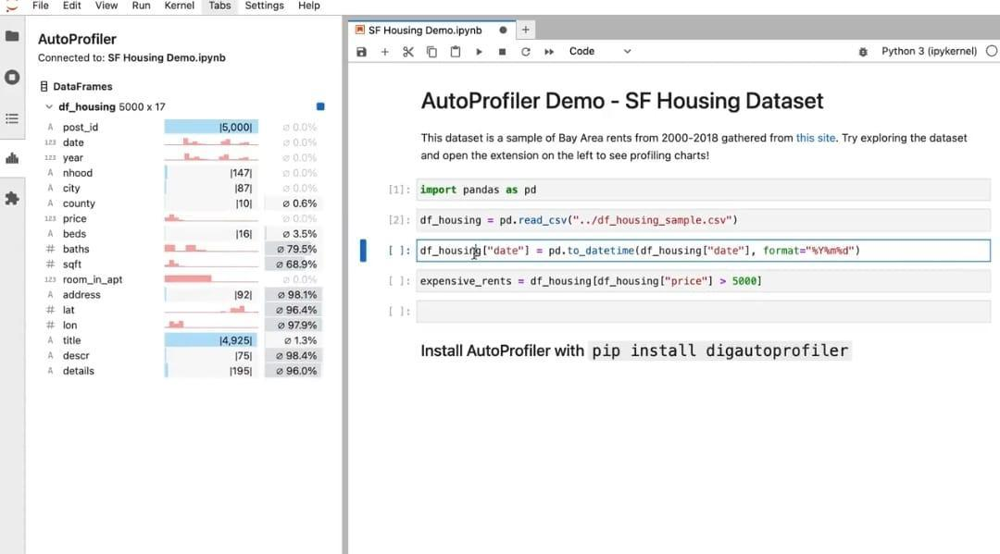 File Edit View Run Kernel Tabs Settings Help
AutoProfiler
Connected to: SF Housing Demo.ipynb
DataFrames
df_housing 5000 x 17
A post_id |5,000| ∅ 0.0%
123 date ∅ 0.0%
123 year ∅ 0.0%
A nhood |147| ∅ 0.0%
A city |87| ∅ 0.0%
A county |10| ∅ 0.6%
123 price ∅ 0.0%
A beds |16| ∅ 3.5%
# baths ∅ 79.5%
# sqft ∅ 68.9%
123 room_in_apt ∅ 0.0%
A address |92| ∅ 98.1%
# lat ∅ 96.4%
# lon ∅ 97.9%
A title |4,925| ∅ 1.3%
A descr |75| ∅ 98.4%
A details |195| ∅ 96.0%
SF Housing Demo.ipynb
Code Python 3 (ipykernel)
AutoProfiler Demo - SF Housing Dataset
This dataset is a sample of Bay Area rents from 2000-2018 gathered from this site. Try exploring the dataset
and open the extension on the left to see profiling charts!
[1]: import pandas as pd
[2]: df_housing = pd.read_csv("../df_housing_sample.csv")
[ ]: df_housing["date"] = pd.to_datetime(df_housing["date"], format="%Y%m%d")
[ ]: expensive_rents = df_housing[df_housing["price"] > 5000]
[ ]:
Install AutoProfiler with pip install digautoprofiler